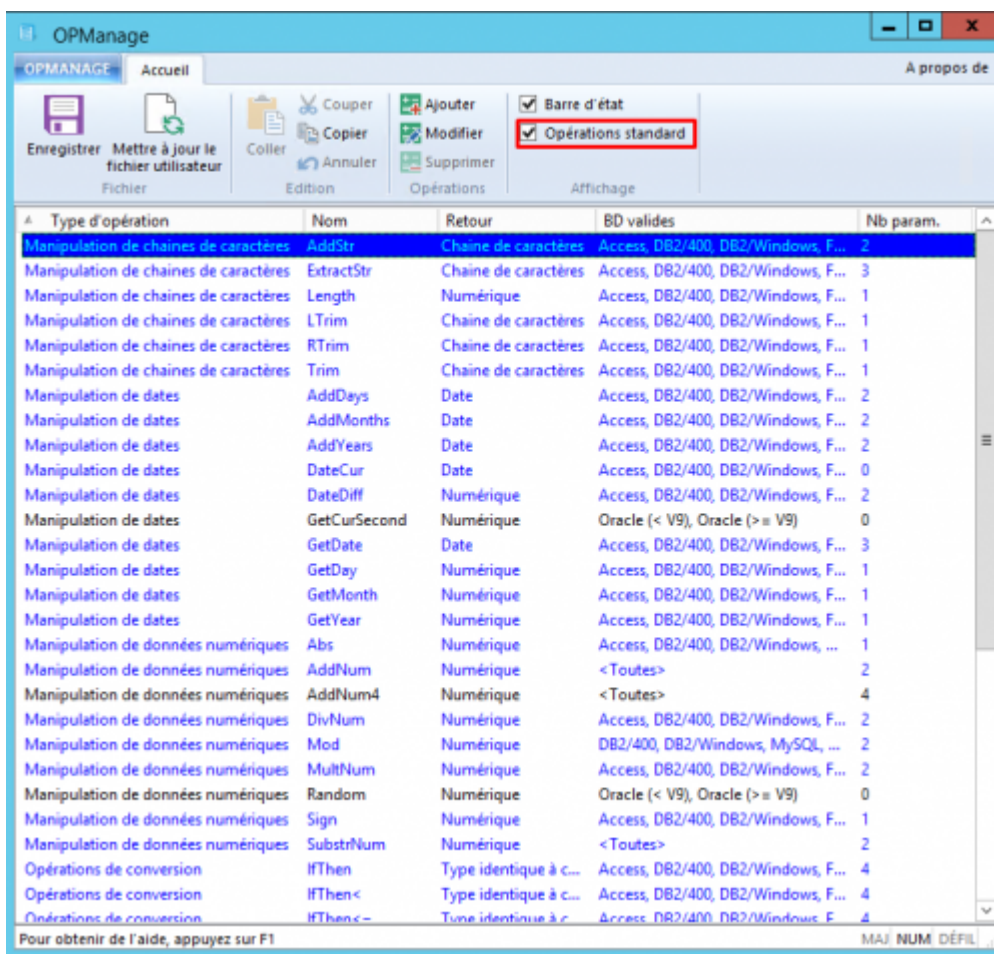 OPManage
OPMANAGE Accueil A propos de
Enregistrer Mettre à jour le fichier utilisateur
Fichier
Coller Couper
Copier
Annuler
Edition
Ajouter
Modifier
Supprimer
Opérations
Barre d'état
Opérations standard
Affichage
Type d'opération Nom Retour BD valides Nb param.
Manipulation de chaines de caractères AddStr Chaine de caractères Access, DB2/400, DB2/Windows, F... 2
Manipulation de chaines de caractères ExtractStr Chaine de caractères Access, DB2/400, DB2/Windows, F... 3
Manipulation de chaines de caractères Length Numérique Access, DB2/400, DB2/Windows, F... 1
Manipulation de chaines de caractères LTrim Chaine de caractères Access, DB2/400, DB2/Windows, F... 1
Manipulation de chaines de caractères RTrim Chaine de caractères Access, DB2/400, DB2/Windows, F... 1
Manipulation de chaines de caractères Trim Chaine de caractères Access, DB2/400, DB2/Windows, F... 1
Manipulation de dates AddDays Date Access, DB2/400, DB2/Windows, F... 2
Manipulation de dates AddMonths Date Access, DB2/400, DB2/Windows, F... 2
Manipulation de dates AddYears Date Access, DB2/400, DB2/Windows, F... 2
Manipulation de dates DateCur Date Access, DB2/400, DB2/Windows, F... 0
Manipulation de dates DateDiff Numérique Access, DB2/400, DB2/Windows, F... 2
Manipulation de dates GetCurSecond Numérique Oracle (< V9), Oracle (>= V9) 0
Manipulation de dates GetDate Date Access, DB2/400, DB2/Windows, F... 3
Manipulation de dates GetDay Numérique Access, DB2/400, DB2/Windows, F... 1
Manipulation de dates GetMonth Numérique Access, DB2/400, DB2/Windows, F... 1
Manipulation de dates GetYear Numérique Access, DB2/400, DB2/Windows, F... 1
Manipulation de données numériques Abs Numérique Access, DB2/400, DB2/Windows, ... 1
Manipulation de données numériques AddNum Numérique <Toutes> 2
Manipulation de données numériques AddNum4 Numérique <Toutes> 4
Manipulation de données numériques DivNum Numérique Access, DB2/400, DB2/Windows, F... 2
Manipulation de données numériques Mod Numérique DB2/400, DB2/Windows, MySQL, ... 2
Manipulation de données numériques MultNum Numérique Access, DB2/400, DB2/Windows, F... 2
Manipulation de données numériques Random Numérique Oracle (< V9), Oracle (>= V9) 0
Manipulation de données numériques Sign Numérique Access, DB2/400, DB2/Windows, F... 1
Manipulation de données numériques SubstrNum Numérique <Toutes> 2
Opérations de conversion IfThen Type identique à c... Access, DB2/400, DB2/Windows, F... 4
Opérations de conversion IfThen< Type identique à c... Access, DB2/400, DB2/Windows, F... 4
Opérations de conversion IfThen<= Type identique à c... Access, DB2/400, DB2/Windows, F... 4
Pour obtenir de l'aide, appuyez sur F1 MAJ NUM DÉFIL